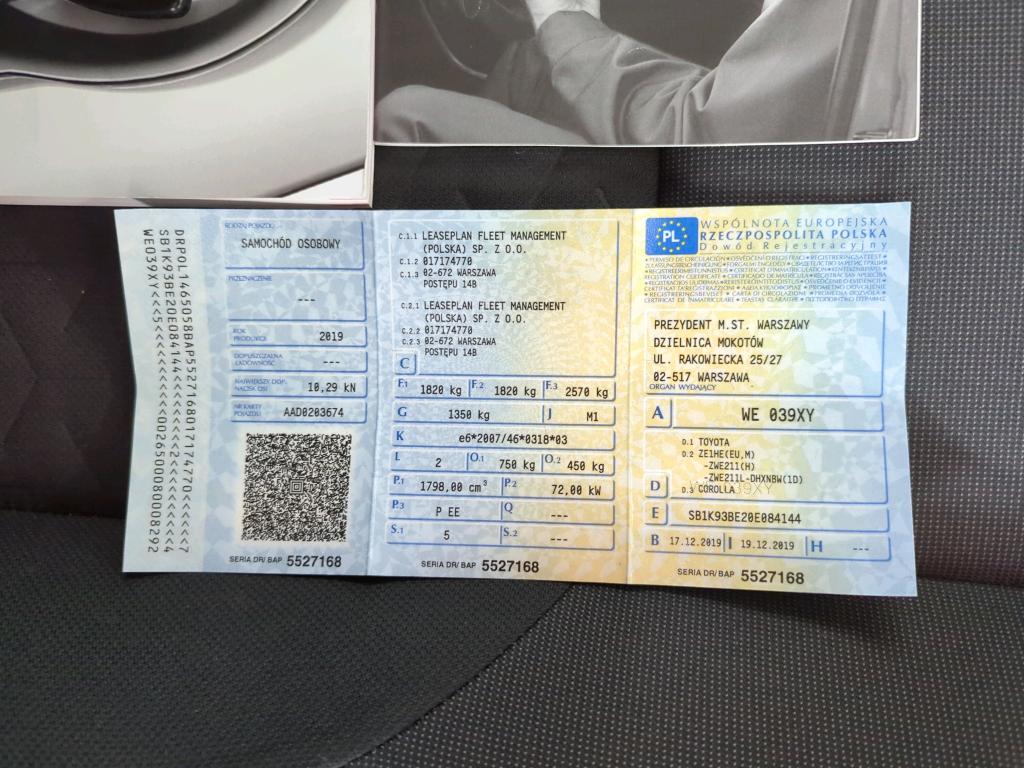 DRPOL1465058BAP5527168017174770<<<<<<7
RODZAJ POJAZDU
SAMOCHÓD OSOBOWY
PRZEZNACZENIE
---
ROK PRODUKCJI
2019
DOPUSZCZALNA ŁADOWNOŚĆ
---
NAJWIĘKSZY DOP. NACISK OSI
10,29 kN
NR KARTY POJAZDU
AAD0203674
SERIA DR/ BAP 5527168
C.1.1 LEASEPLAN FLEET MANAGEMENT
(POLSKA) SP. Z O.O.
C.1.2 017174770
C.1.3 02-672 WARSZAWA
POSTĘPU 14B
C.2.1 LEASEPLAN FLEET MANAGEMENT
(POLSKA) SP. Z O.O.
C.2.2 017174770
C.2.3 02-672 WARSZAWA
POSTĘPU 14B
C
F.1 1820 kg F.2 1820 kg F.3 2570 kg
G 1350 kg J M1
K e6*2007/46*0318*03
L 2 O.1 750 kg O.2 450 kg
P.1 1798,00 cm³ P.2 72,00 kW
P.3 P EE Q ---
S.1 5 S.2 ---
SERIA DR/ BAP 5527168
PL
WSPÓLNOTA EUROPEJSKA
RZECZPOSPOLITA POLSKA
Dowód Rejestracyjny
PREZYDENT M.ST. WARSZAWY
DZIELNICA MOKOTÓW
UL. RAKOWIECKA 25/27
02-517 WARSZAWA
ORGAN WYDAJĄCY
A WE 039XY
D.1 TOYOTA
D.2 ZE1HE(EU,M)
-ZWE211(H)
-ZWE211L-DHXNBW(1D)
D D.3 COROLLA
E SB1K93BE20E084144
B 17.12.2019 I 19.12.2019 H ---
SERIA DR/ BAP 5527168